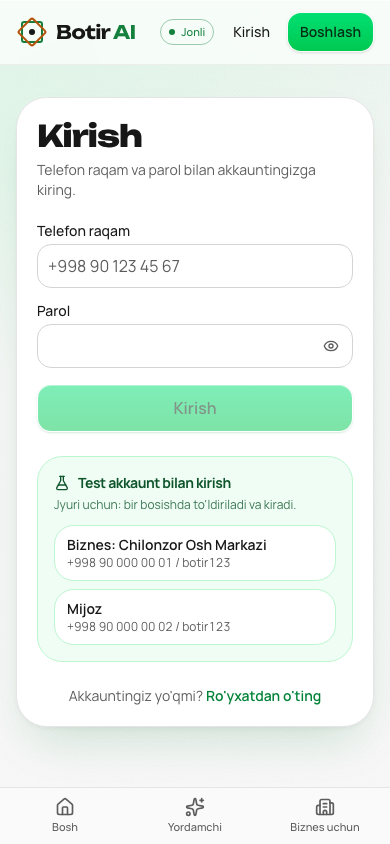 Botir AI
Jonli
Kirish
Boshlash
Kirish
Telefon raqam va parol bilan akkauntingizga
kiring.
Telefon raqam
+998 90 123 45 67
Parol
Kirish
Test akkaunt bilan kirish
Jyuri uchun: bir bosishda to'ldiriladi va kiradi.
Biznes: Chilonzor Osh Markazi
+998 90 000 00 01 / botir123
Mijoz
+998 90 000 00 02 / botir123
Akkauntingiz yo'qmi? Ro'yxatdan o'ting
Bosh
Yordamchi
Biznes uchun